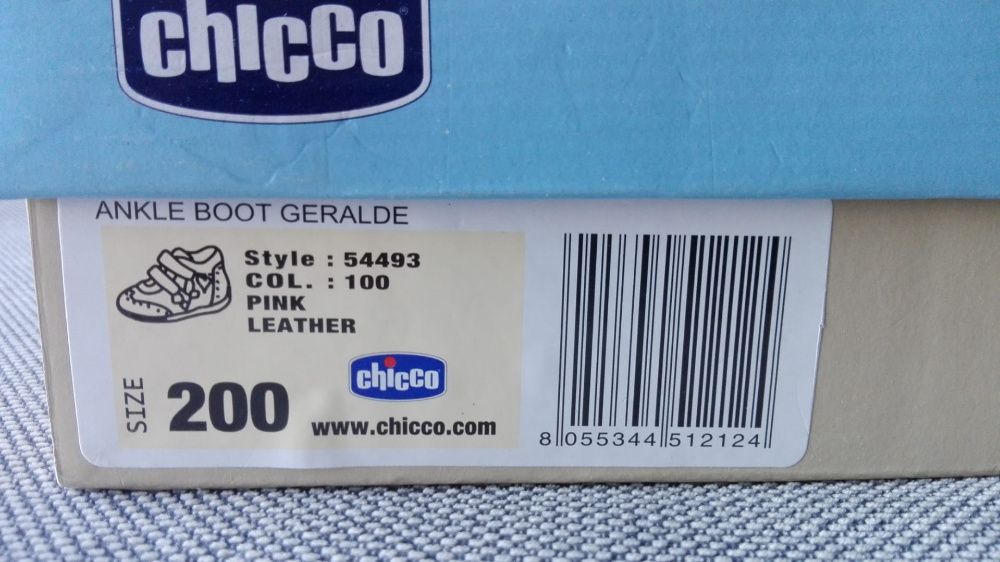 chicco
ANKLE BOOT GERALDE
Style : 54493
COL. : 100
PINK
LEATHER
chicco
SIZE 200
www.chicco.com
8 055344 512124